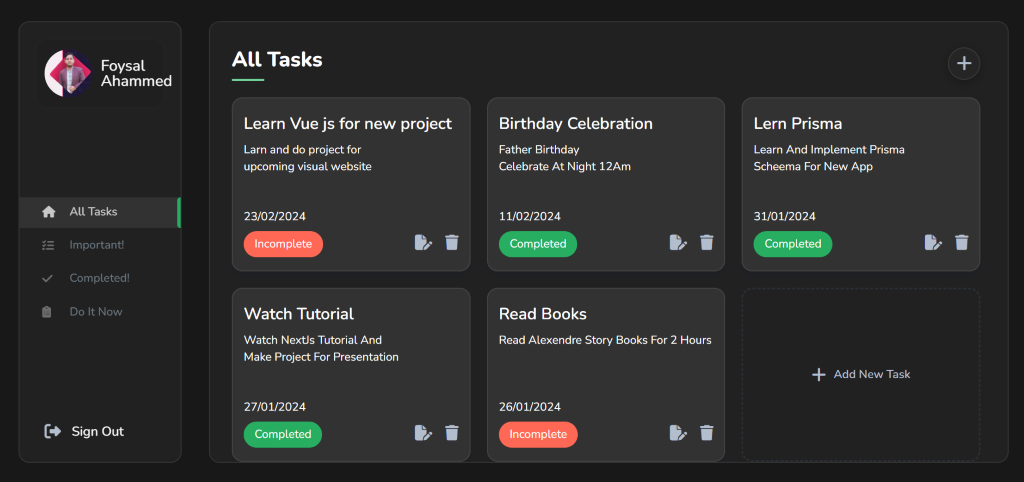 Foysal
Ahammed
All Tasks
Important!
Completed!
Do It Now
Sign Out
All Tasks
Learn Vue js for new project
Larn and do project for
upcoming visual website
23/02/2024
Incomplete
Birthday Celebration
Father Birthday
Celebrate At Night 12Am
11/02/2024
Completed
Lern Prisma
Learn And Implement Prisma
Scheema For New App
31/01/2024
Completed
Watch Tutorial
Watch NextJs Tutorial And
Make Project For Presentation
27/01/2024
Completed
Read Books
Read Alexendre Story Books For 2 Hours
26/01/2024
Incomplete
Add New Task